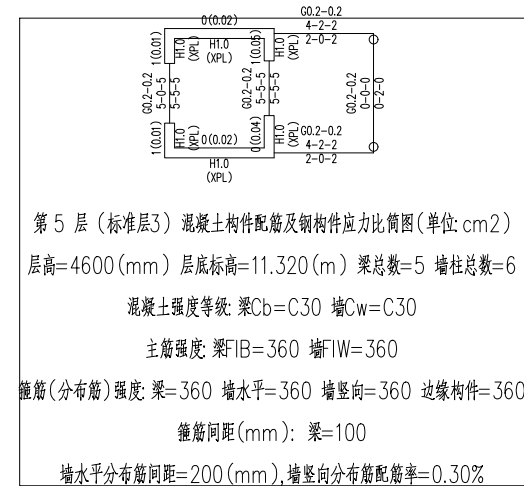 0(0.02)
G0.2-0.2
4-2-2
2-0-2
1(0.01)
H1.0
(XPL)
H1.0
(XPL)
1(0.05)
H1.0
(XPL)
G0.2-0.2
5-0-5
5-5-5
G0.2-0.2
5-5-5
5-5-5
G0.2-0.2
0-0-0
0-2-0
1(0.01)
H1.0
(XPL)
0(0.02)
0(0.04)
H1.0
(XPL)
G0.2-0.2
4-2-2
2-0-2
H1.0
(XPL)
第 5 层 (标准层3) 混凝土构件配筋及钢构件应力比简图(单位:cm2)
层高=4600(mm) 层底标高=11.320(m) 梁总数=5 墙柱总数=6
混凝土强度等级: 梁Cb=C30 墙Cw=C30
主筋强度: 梁FIB=360 墙FIW=360
箍筋(分布筋)强度: 梁=360 墙水平=360 墙竖向=360 边缘构件=360
箍筋间距(mm): 梁=100
墙水平分布筋间距=200(mm),墙竖向分布筋配筋率=0.30%